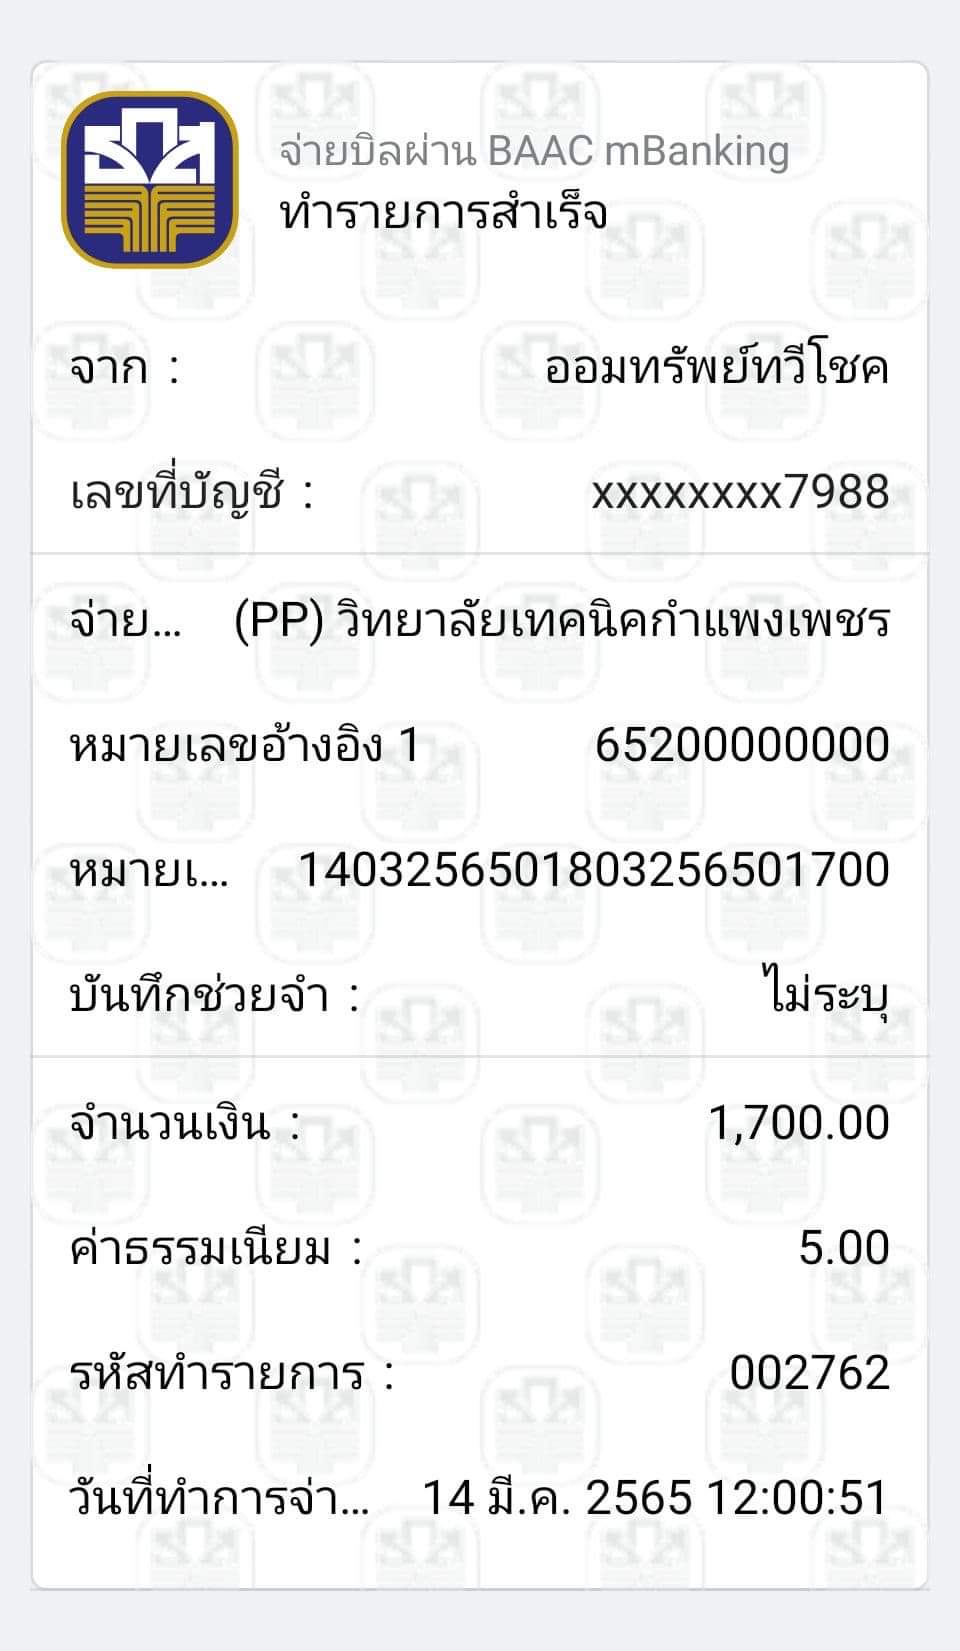 ธกส
จ่ายบิลผ่าน BAAC mBanking
ทำรายการสำเร็จ
จาก : ออมทรัพย์ทวีโชค
เลขที่บัญชี : xxxxxxxx7988
จ่าย... (PP) วิทยาลัยเทคนิคกำแพงเพชร
หมายเลขอ้างอิง 1 65200000000
หมายเ... 1403256501803256501700
บันทึกช่วยจำ : ไม่ระบุ
จำนวนเงิน : 1,700.00
ค่าธรรมเนียม : 5.00
รหัสทำรายการ : 002762
วันที่ทำการจ่า... 14 มี.ค. 2565 12:00:51